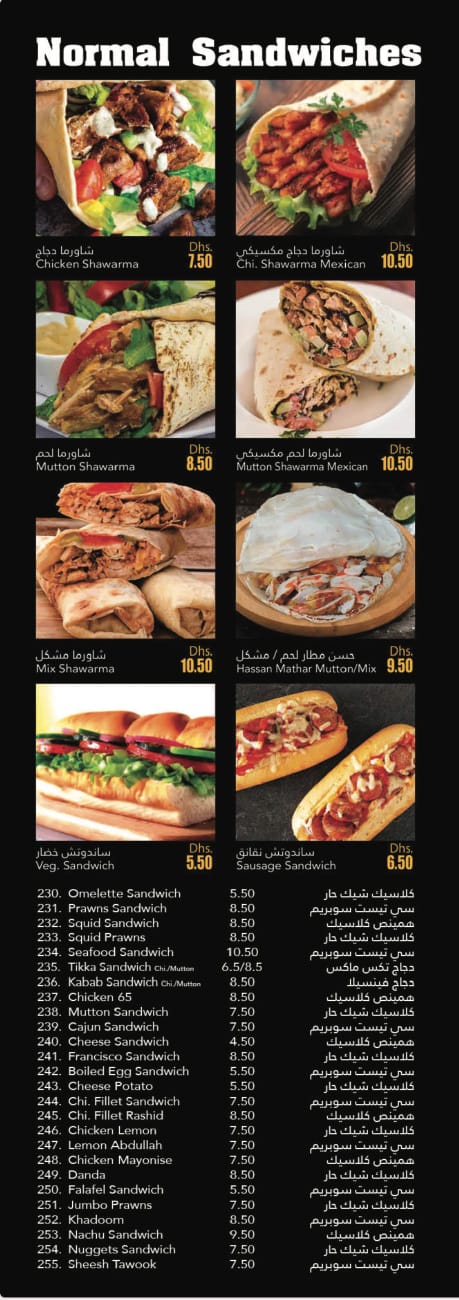 Normal Sandwiches
شاورما دجاج
Chicken Shawarma
Dhs.
7.50
شاورما دجاج مكسيكي
Chi. Shawarma Mexican
Dhs.
10.50
شاورما لحم
Mutton Shawarma
Dhs.
8.50
شاورما لحم مكسيكي
Mutton Shawarma Mexican
Dhs.
10.50
شاورما مشكل
Mix Shawarma
Dhs.
10.50
حسن مطار لحم / مشكل
Hassan Mathar Mutton/Mix
Dhs.
9.50
ساندوتش خضار
Veg. Sandwich
Dhs.
5.50
ساندوتش نقانق
Sausage Sandwich
Dhs.
6.50
230. Omelette Sandwich 5.50 كلاسيك شيك حار
231. Prawns Sandwich 8.50 سي تيست سوبريم
232. Squid Sandwich 8.50 همينص كلاسيك
233. Squid Prawns 8.50 كلاسيك شيك حار
234. Seafood Sandwich 10.50 سي تيست سوبريم
235. Tikka Sandwich Chi./Mutton 6.5/8.5 دجاج تكس ماكس
236. Kabab Sandwich Chi./Mutton 8.50 دجاج فينسيلا
237. Chicken 65 8.50 همينص كلاسيك
238. Mutton Sandwich 7.50 كلاسيك شيك حار
239. Cajun Sandwich 7.50 سي تيست سوبريم
240. Cheese Sandwich 4.50 همينص كلاسيك
241. Francisco Sandwich 8.50 كلاسيك شيك حار
242. Boiled Egg Sandwich 5.50 سي تيست سوبريم
243. Cheese Potato 5.50 كلاسيك شيك حار
244. Chi. Fillet Sandwich 7.50 سي تيست سوبريم
245. Chi. Fillet Rashid 8.50 همينص كلاسيك
246. Chicken Lemon 7.50 كلاسيك شيك حار
247. Lemon Abdullah 7.50 سي تيست سوبريم
248. Chicken Mayonise 7.50 همينص كلاسيك
249. Danda 8.50 كلاسيك شيك حار
250. Falafel Sandwich 5.50 سي تيست سوبريم
251. Jumbo Prawns 7.50 كلاسيك شيك حار
252. Khadoom 8.50 سي تيست سوبريم
253. Nachu Sandwich 9.50 همينص كلاسيك
254. Nuggets Sandwich 7.50 كلاسيك شيك حار
255. Sheesh Tawook 7.50 سي تيست سوبريم